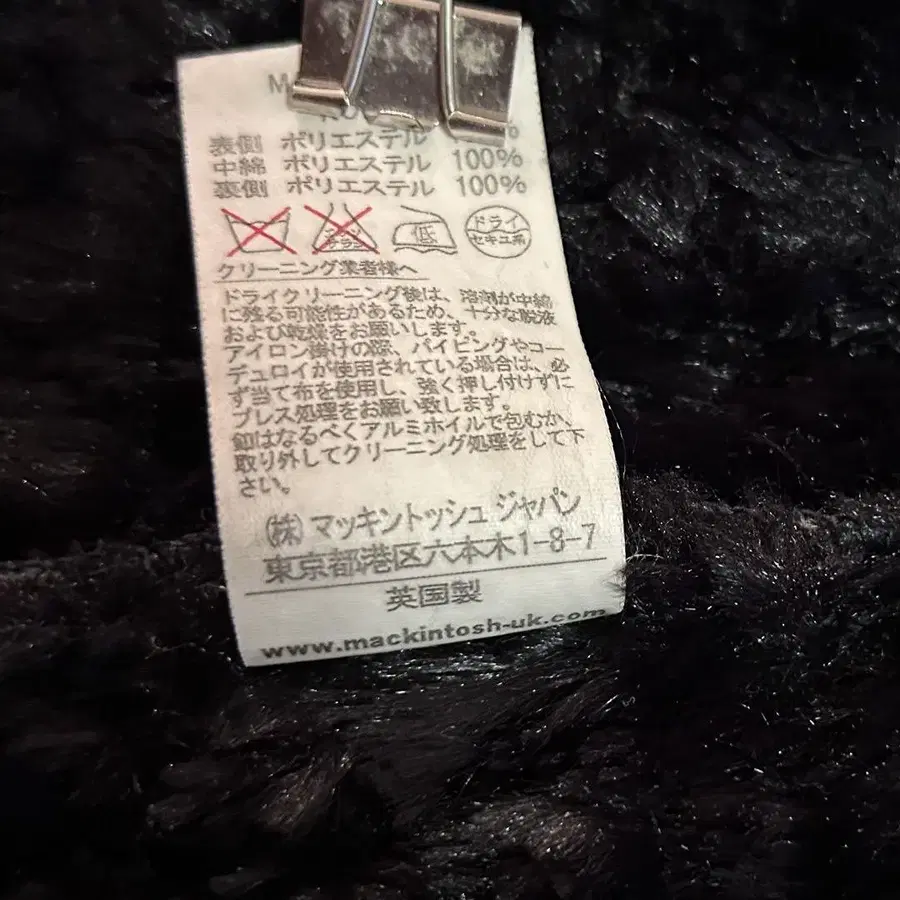 表側 ポリエステル
中綿 ポリエステル 100%
裏側 ポリエステル 100%
低
ドライ
セキユ系
クリーニング業者様へ
ドライクリーニング後は、溶剤が中綿
に残る可能性があるため、十分な脱液
および乾燥をお願いします。
アイロン掛けの際、パイピングやコー
デュロイが使用されている場合は、必
ず当て布を使用し、強く押し付けずに
プレス処理をお願い致します。
釦はなるべくアルミホイルで包むか、
取り外してクリーニング処理をして下
さい。
(株) マッキントッシュ ジャパン
東京都港区六本木1-8-7
英国製
www.mackintosh-uk.com